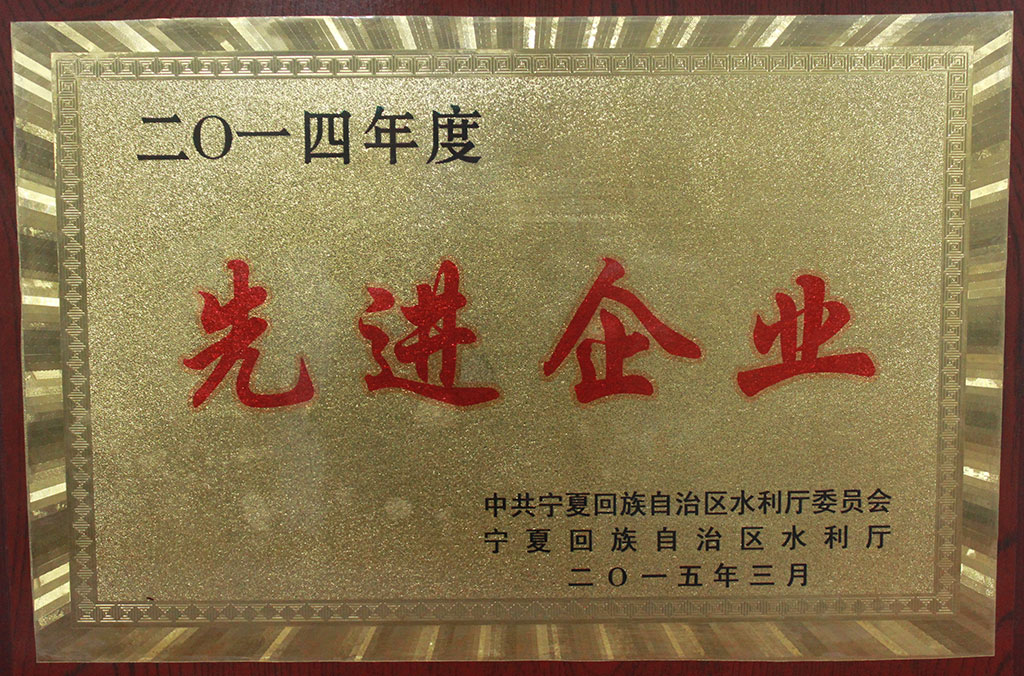 二〇一四年度
先进企业
中共宁夏回族自治区水利厅委员会
宁夏回族自治区水利厅
二〇一五年三月